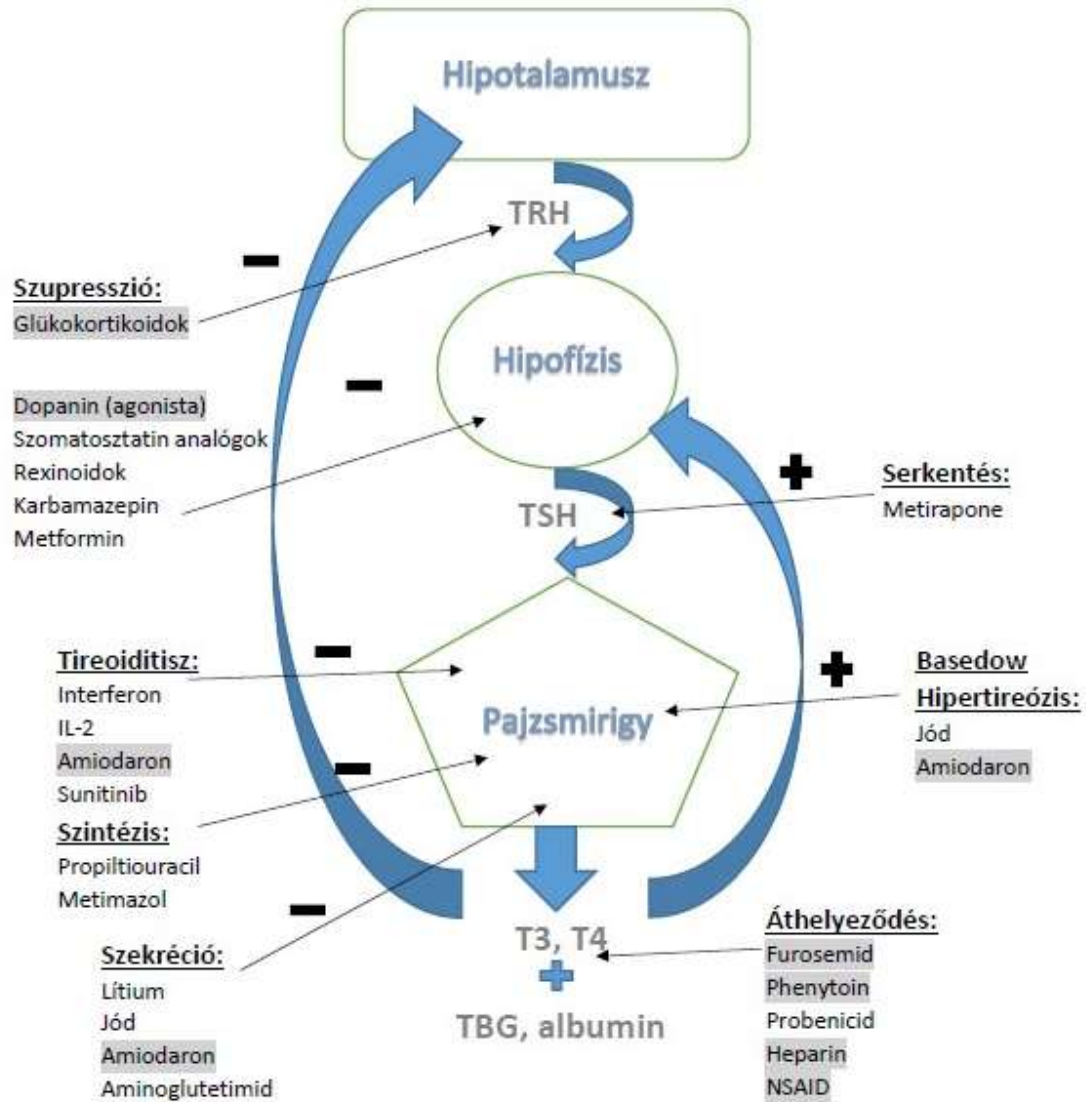 Hipotalamusz
TRH
Szupresszió:
Glükokortikoidok
Hipofízis
Dopanin (agonista)
Szomatosztatin analógok
Rexinoidok
Karbamazepin
Metformin
TSH
Serkentés:
Metirapone
Tireoiditisz:
Interferon
IL-2
Amiodaron
Sunitinib
Szintézis:
Propiltiouracil
Metimazol
Pajzsmirigy
Basedow
Hipertireózis:
Jód
Amiodaron
Szekréció:
Lítium
Jód
Amiodaron
Aminoglutetimid
T3, T4
TBG, albumin
Áthelyeződés:
Furosemid
Phenytoin
Probenicid
Heparin
NSAID